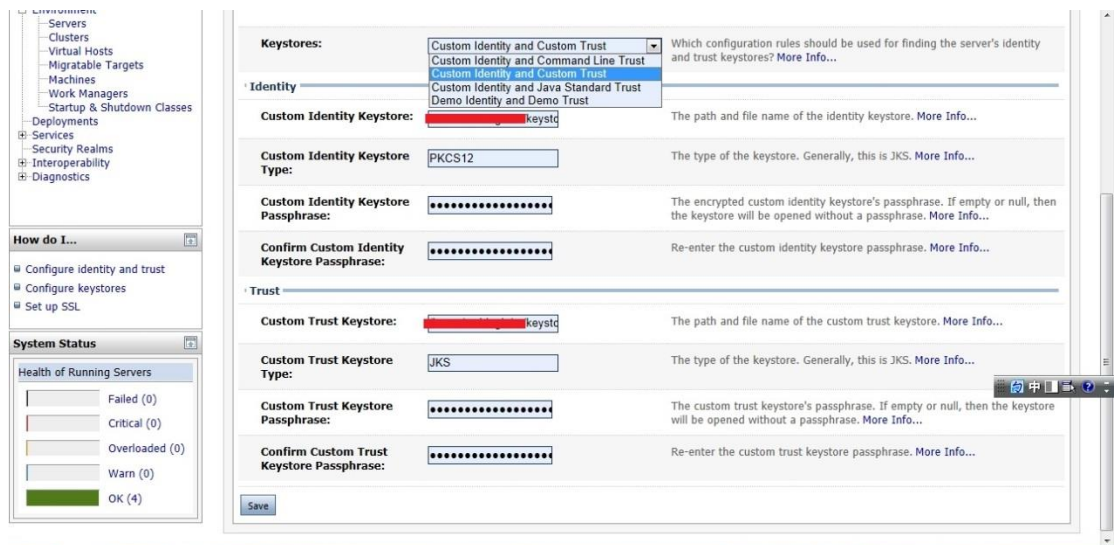 Environment
Servers
Clusters
Virtual Hosts
Migratable Targets
Machines
Work Managers
Startup & Shutdown Classes
Deployments
Services
Security Realms
Interoperability
Diagnostics
How do I...
Configure identity and trust
Configure keystores
Set up SSL
System Status
Health of Running Servers
Failed (0)
Critical (0)
Overloaded (0)
Warn (0)
OK (4)
Keystores:
Custom Identity and Custom Trust
Custom Identity and Command Line Trust
Custom Identity and Custom Trust
Custom Identity and Java Standard Trust
Demo Identity and Demo Trust
Which configuration rules should be used for finding the server's identity
and trust keystores? More Info...
Identity
Custom Identity Keystore:
keysto
The path and file name of the identity keystore. More Info...
Custom Identity Keystore
Type:
PKCS12
The type of the keystore. Generally, this is JKS. More Info...
Custom Identity Keystore
Passphrase:
••••••••••••••••••
The encrypted custom identity keystore's passphrase. If empty or null, then
the keystore will be opened without a passphrase. More Info...
Confirm Custom Identity
Keystore Passphrase:
••••••••••••••••••
Re-enter the custom identity keystore passphrase. More Info...
Trust
Custom Trust Keystore:
keysto
The path and file name of the custom trust keystore. More Info...
Custom Trust Keystore
Type:
JKS
The type of the keystore. Generally, this is JKS. More Info...
Custom Trust Keystore
Passphrase:
••••••••••••••••••
The custom trust keystore's passphrase. If empty or null, then the keystore
will be opened without a passphrase. More Info...
Confirm Custom Trust
Keystore Passphrase:
••••••••••••••••••
Re-enter the custom trust keystore passphrase. More Info...
Save
中